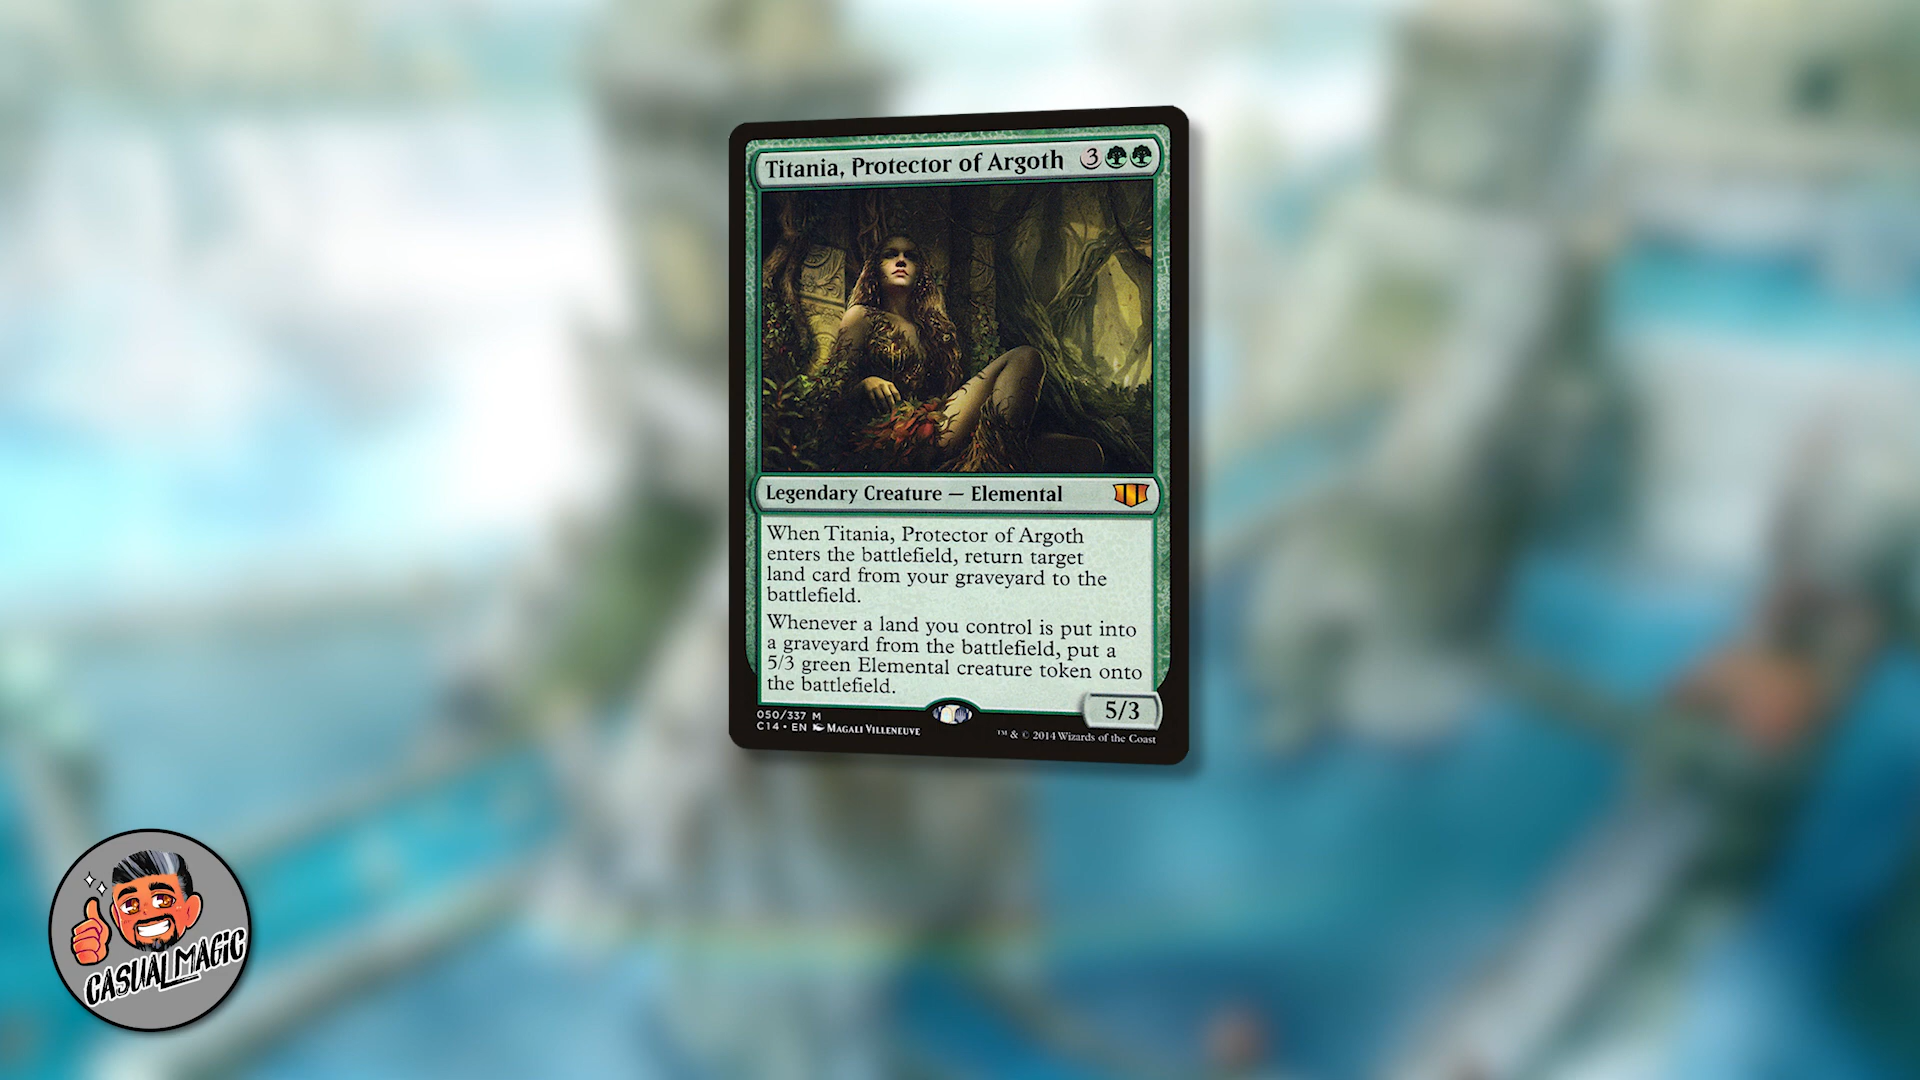 Titania, Protector of Argoth 3
Legendary Creature — Elemental
When Titania, Protector of Argoth
enters the battlefield, return target
land card from your graveyard to the
battlefield.
Whenever a land you control is put into
a graveyard from the battlefield, put a
5/3 green Elemental creature token onto
the battlefield.
5/3
050/337 M
C14 • EN MAGALI VILLENEUVE
™ & © 2014 Wizards of the Coast
CASUAL MAGIC